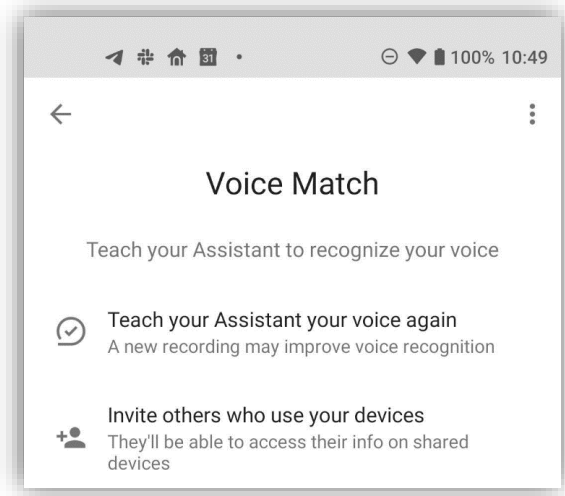 31 100% 10:49
Voice Match
Teach your Assistant to recognize your voice
Teach your Assistant your voice again
A new recording may improve voice recognition
Invite others who use your devices
They'll be able to access their info on shared
devices